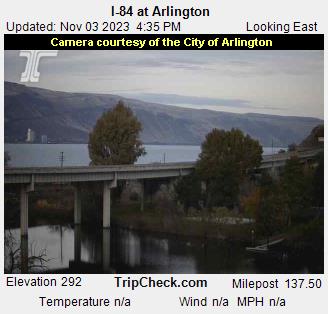 I-84 at Arlington
Updated: Nov 03 2023 4:35 PM Looking East
Camera courtesy of the City of Arlington
Elevation 292 TripCheck.com Milepost 137.50
Temperature n/a Wind n/a MPH n/a